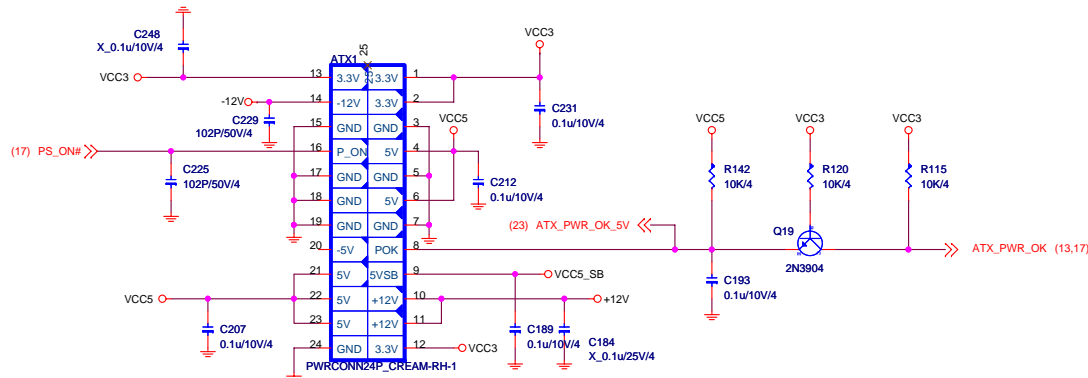 C248
X_0.1u/10V/4
VCC3
ATX1
25
VCC3
13 3.3V 3.3V 1
-12V
14 -12V 3.3V 2
C229
102P/50V/4
C231
0.1u/10V/4
15 GND GND 3
VCC5
(17) PS_ON#
16 P_ON 5V 4
C225
102P/50V/4
17 GND GND 5
C212
0.1u/10V/4
18 GND 5V 6
19 GND GND 7
20 -5V POK 8
(23) ATX_PWR_OK_5V
VCC5
VCC3
VCC3
R142
10K/4
R120
10K/4
R115
10K/4
Q19
2N3904
ATX_PWR_OK (13,17)
C193
0.1u/10V/4
21 5V 5VSB 9
VCC5_SB
VCC5
22 5V +12V 10
+12V
23 5V +12V 11
C207
0.1u/10V/4
C189
0.1u/10V/4
C184
X_0.1u/25V/4
24 GND 3.3V 12
VCC3
PWRCONN24P_CREAM-RH-1